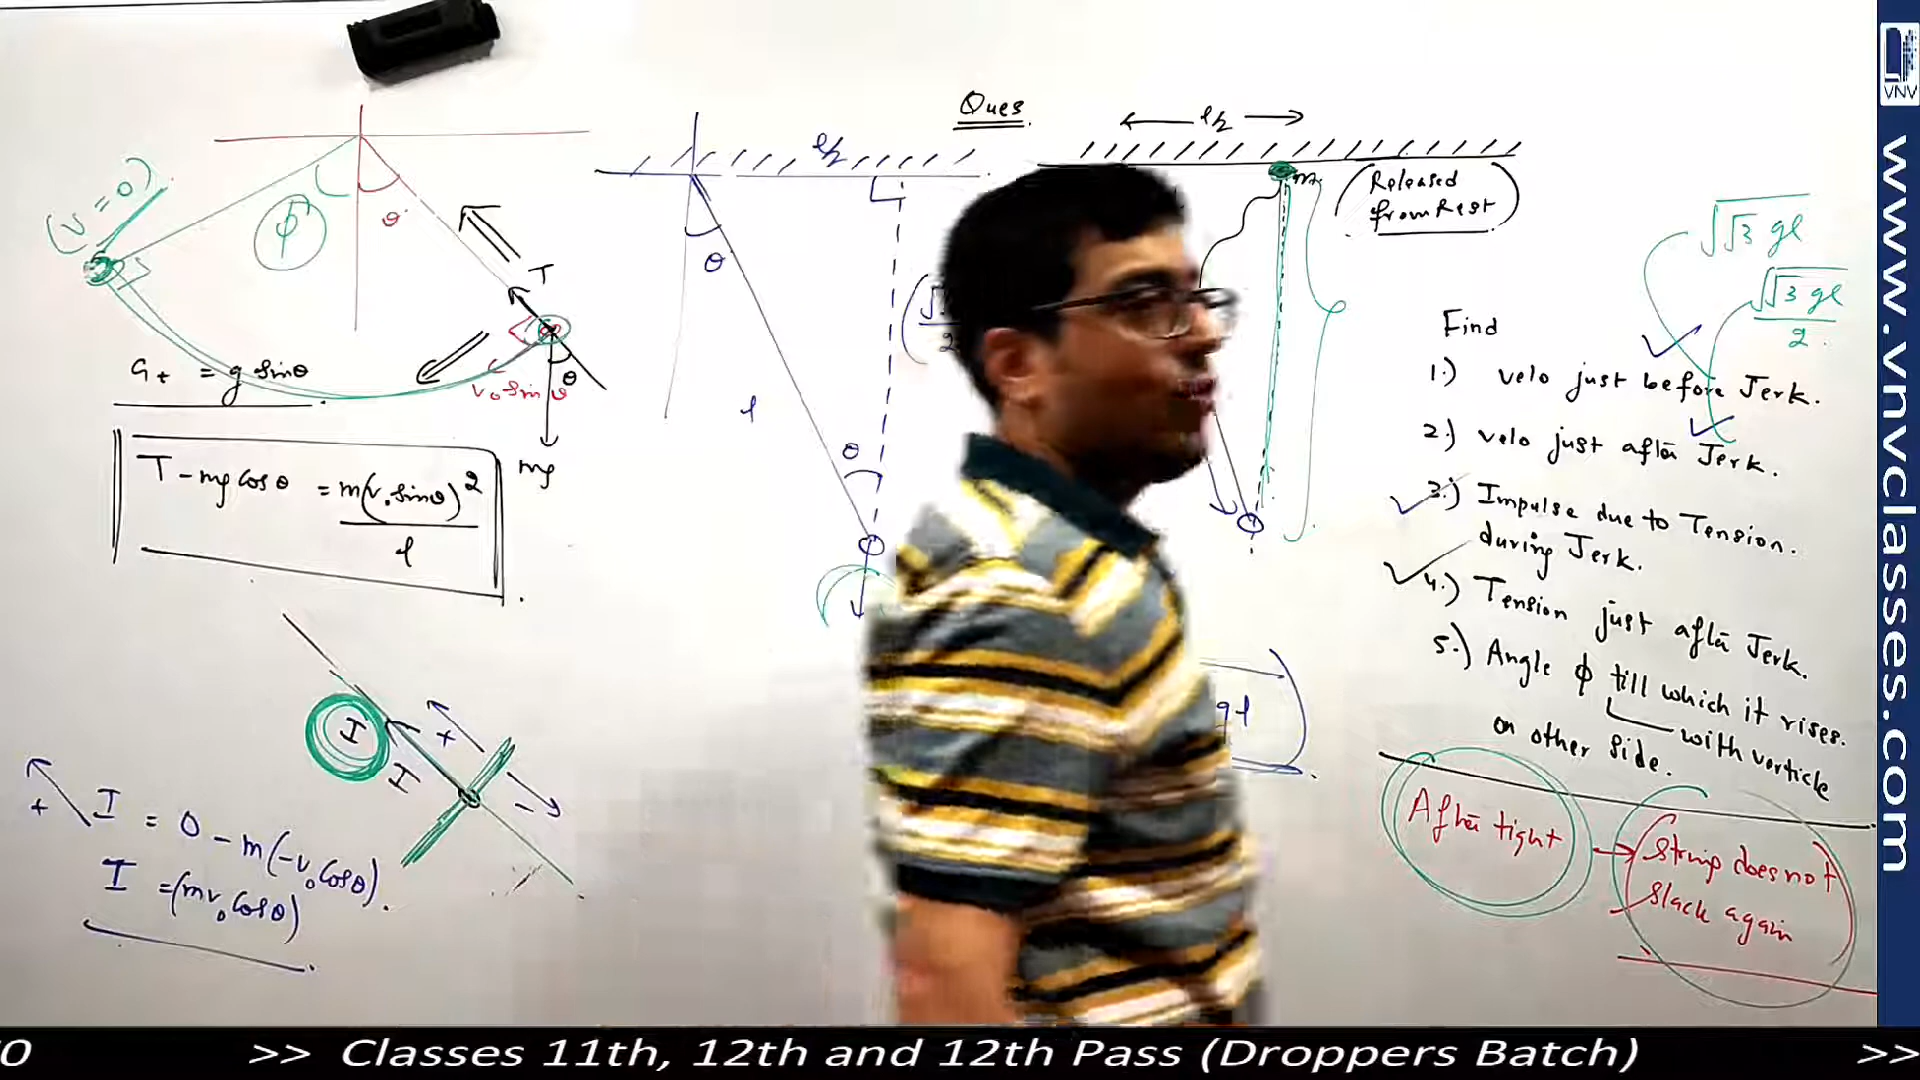 Ques
l/2
l/2
m
(Released
from Rest)
(v=0)
ϕ
θ
T
θ
v₀ sinθ
mg
a_t = g sinθ
T - mg cosθ = m(v₀ sinθ)²
l
θ
l
θ
2
√√3 gl
√√3 gl
2
Find
1.) velo just before Jerk.
2.) velo just after Jerk.
3.) Impulse due to Tension
during Jerk.
4.) Tension just after Jerk.
5.) Angle ϕ till which it rises
on other side.
with verticle
After tight → string does not
slack again
gl
I
I
+
-
+
I = 0 - m(-v₀ cosθ).
I = (mv₀ cosθ)
VNV
www.vnvclasses.com
>> Classes 11th, 12th and 12th Pass (Droppers Batch) >>